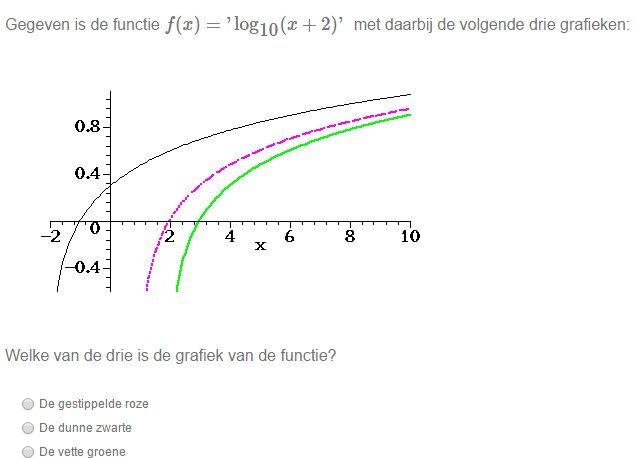 Gegeven is de functie f(x) = ’log10(x + 2)’ met daarbij de volgende drie grafieken:
0.8
0.4
-2 0 2 4 6 8 10
x
-0.4
Welke van de drie is de grafiek van de functie?
De gestippelde roze
De dunne zwarte
De vette groene